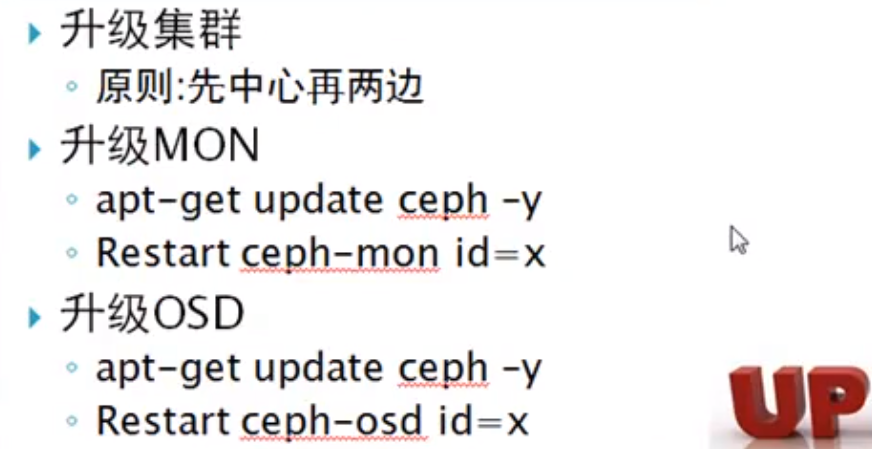 升级集群
原则:先中心再两边
升级MON
apt-get update ceph -y
Restart ceph-mon id=x
升级OSD
apt-get update ceph -y
Restart ceph-osd id=x
UP